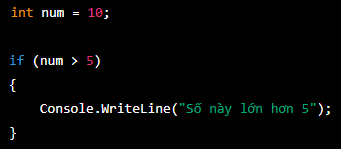 int num = 10;
if (num > 5)
{
Console.WriteLine("Số này lớn hơn 5");
}